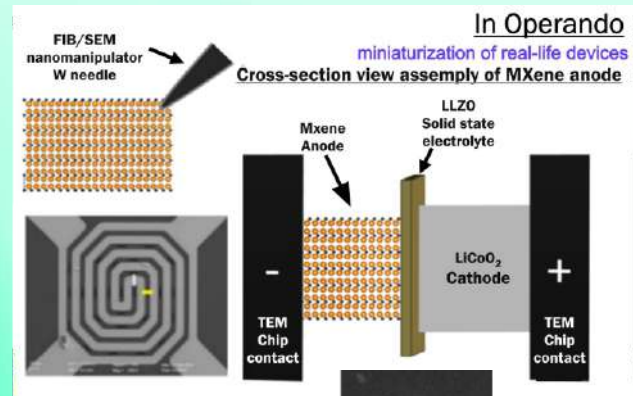 In Operando
miniaturization of real-life devices
Cross-section view assemply of MXene anode
FIB/SEM
nanomanipulator
W needle
Mxene
Anode
LLZO
Solid state
electrolyte
-
LiCoO₂
Cathode
+
TEM
Chip
contact
TEM
Chip
contact